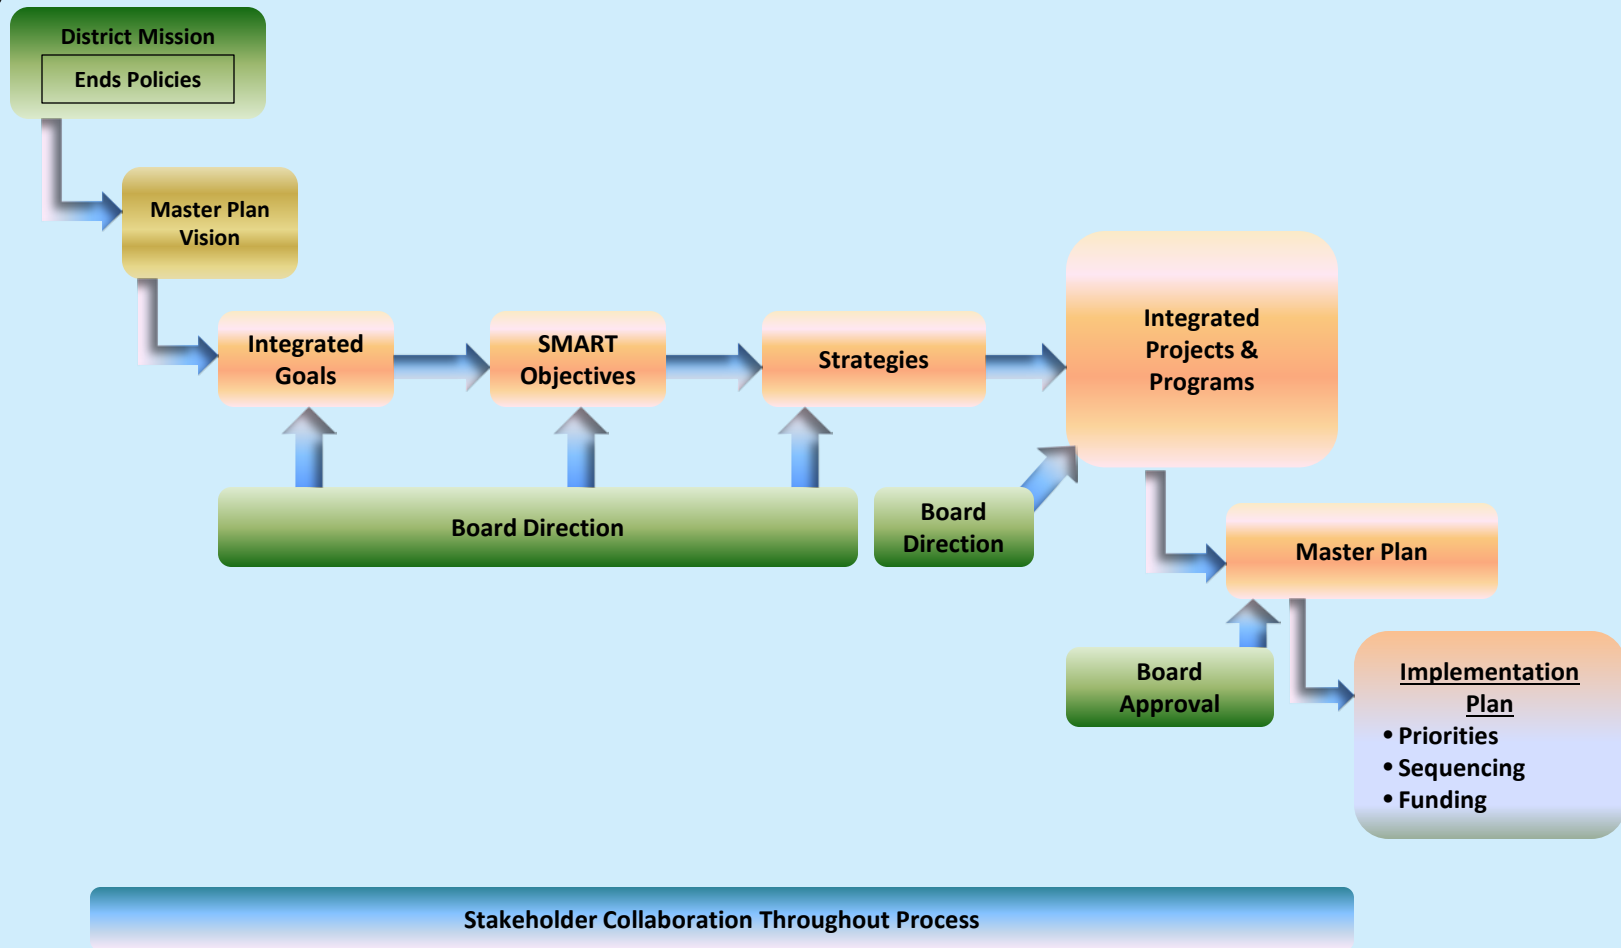 District Mission
Ends Policies
Master Plan
Vision
Integrated
Goals
SMART
Objectives
Strategies
Integrated
Projects &
Programs
Board Direction
Board
Direction
Master Plan
Board
Approval
Implementation
Plan
• Priorities
• Sequencing
• Funding
Stakeholder Collaboration Throughout Process